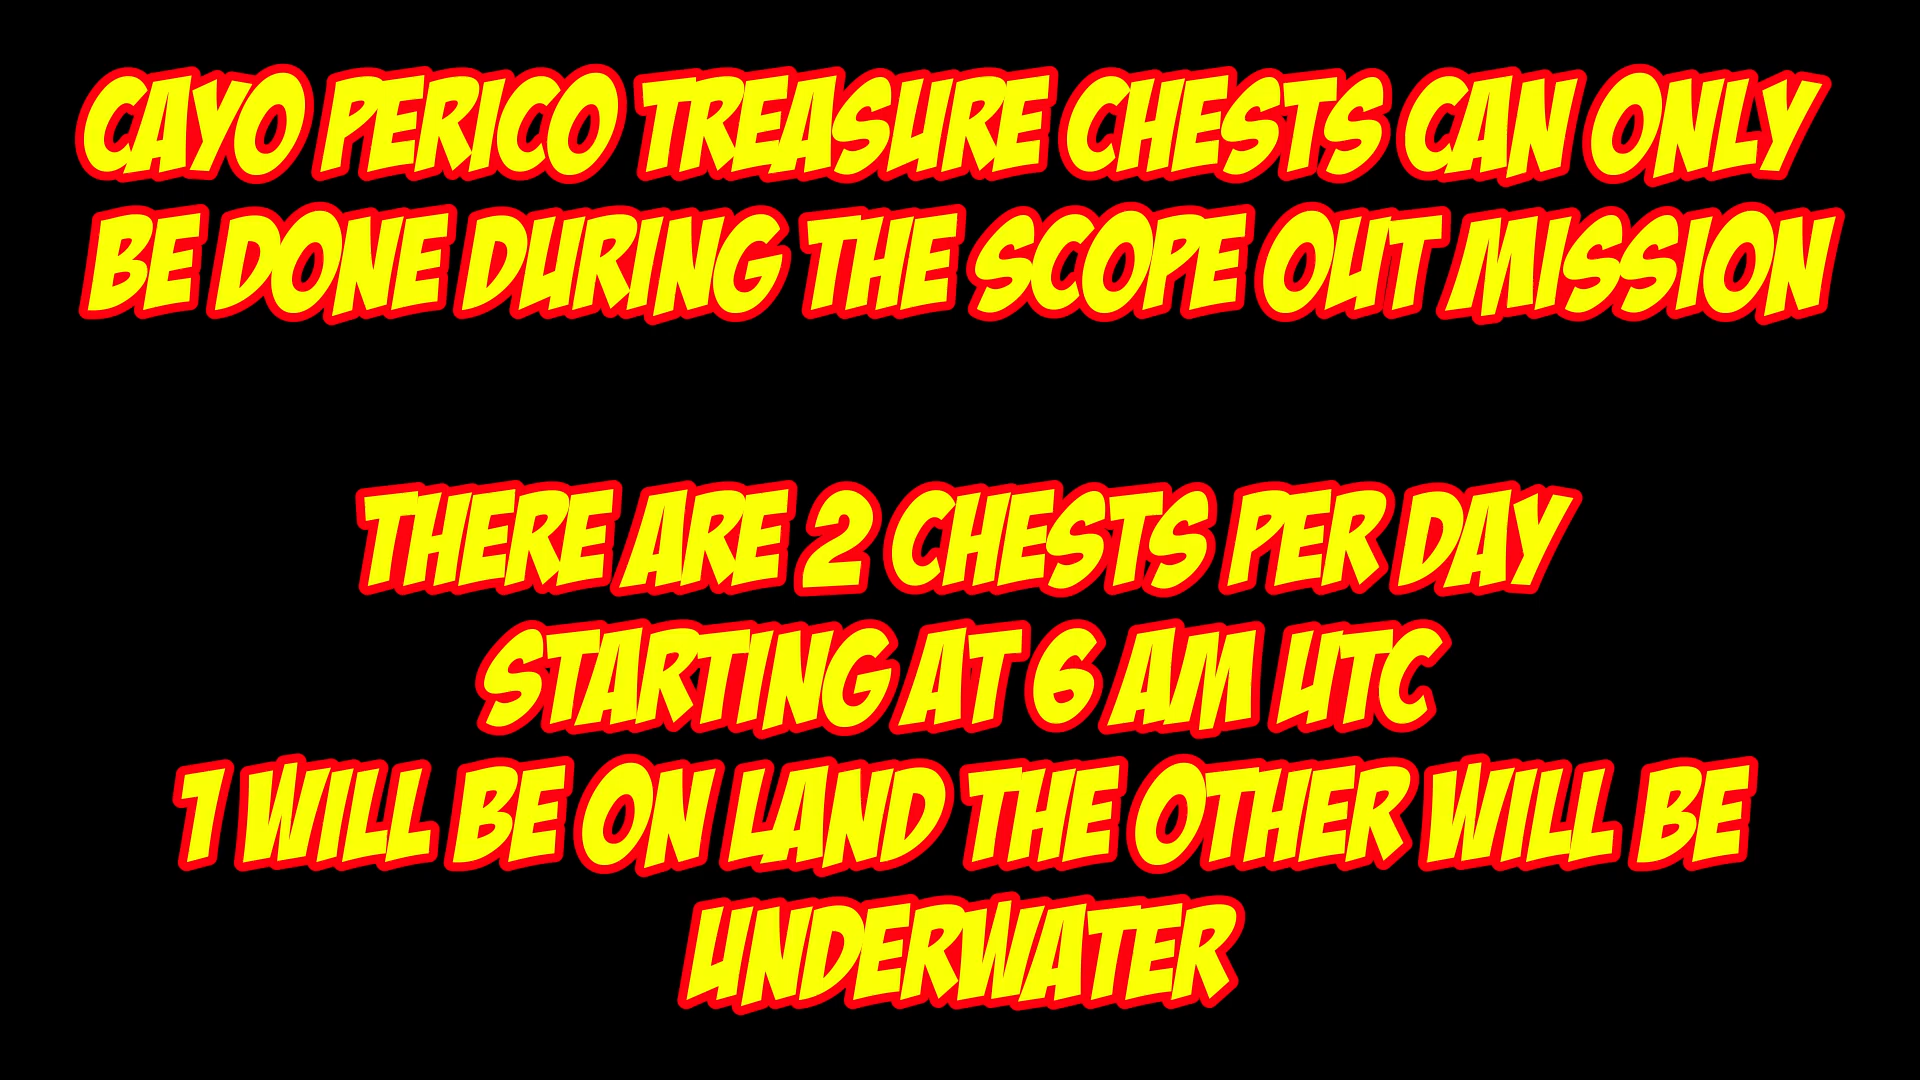 CAYO PERICO TREASURE CHESTS CAN ONLY
BE DONE DURING THE SCOPE OUT MISSION
THERE ARE 2 CHESTS PER DAY
STARTING AT 6 AM UTC
1 WILL BE ON LAND THE OTHER WILL BE
UNDERWATER